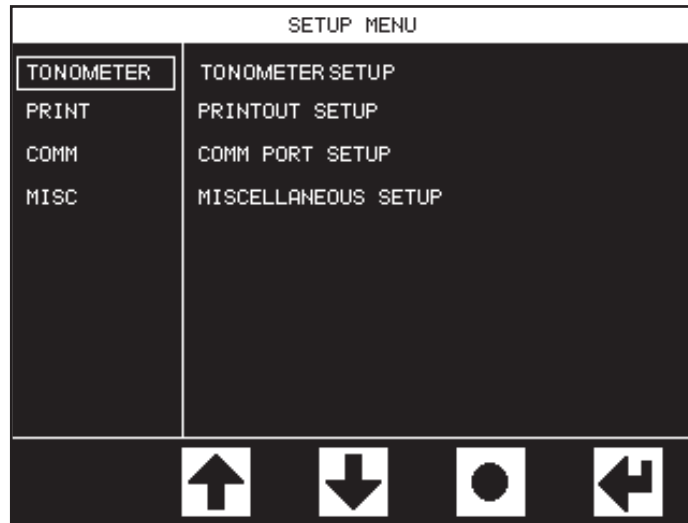 SETUP MENU
TONOMETER TONOMETER SETUP
PRINT PRINTOUT SETUP
COMM COMM PORT SETUP
MISC MISCELLANEOUS SETUP